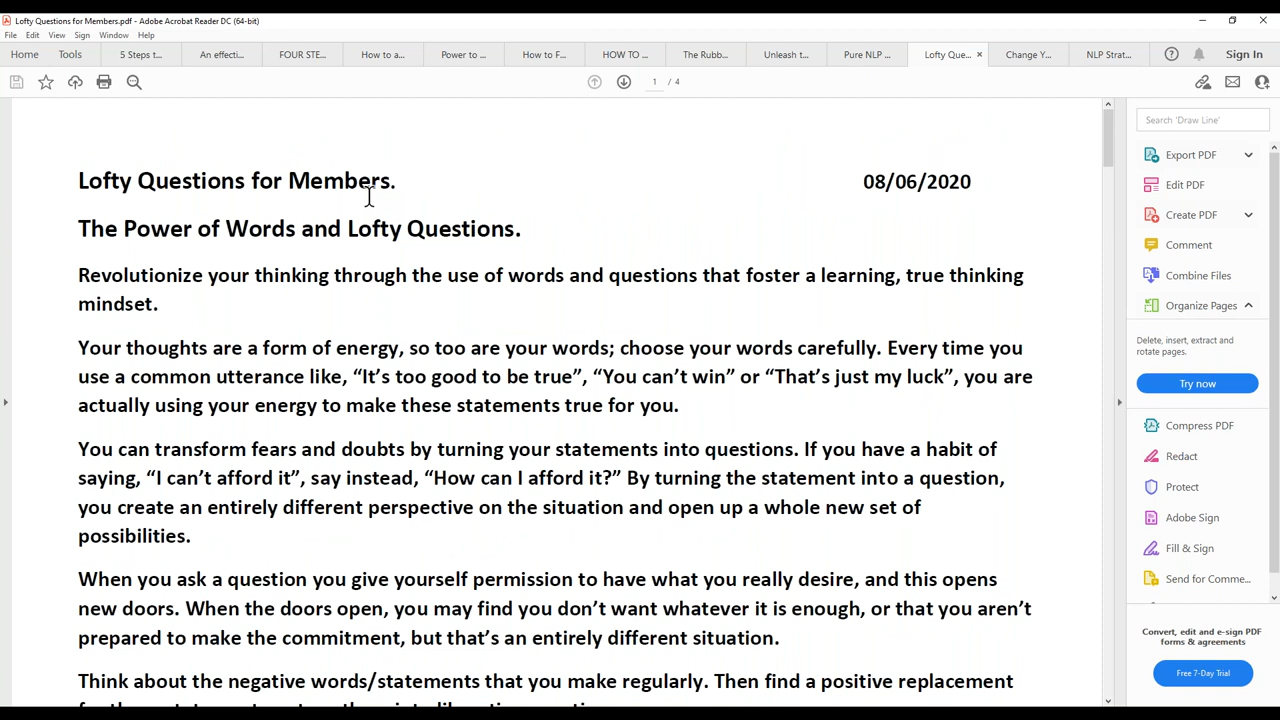 Lofty Questions for Members.pdf - Adobe Acrobat Reader DC (64-bit)
File Edit View Sign Window Help
Home Tools 5 Steps t... An effecti... FOUR STE... How to a... Power to ... How to F... HOW TO ... The Rubb... Unleash t... Pure NLP ... Lofty Que... × Change Y... NLP Strat... Sign In
1 / 4
Search 'Draw Line'
Export PDF
Edit PDF
Create PDF
Comment
Combine Files
Organize Pages
Delete, insert, extract and
rotate pages.
Try now
Compress PDF
Redact
Protect
Adobe Sign
Fill & Sign
Send for Comme...
Convert, edit and e-sign PDF
forms & agreements
Free 7-Day Trial
Lofty Questions for Members. 08/06/2020
The Power of Words and Lofty Questions.
Revolutionize your thinking through the use of words and questions that foster a learning, true thinking
mindset.
Your thoughts are a form of energy, so too are your words; choose your words carefully. Every time you
use a common utterance like, “It’s too good to be true”, “You can’t win” or “That’s just my luck”, you are
actually using your energy to make these statements true for you.
You can transform fears and doubts by turning your statements into questions. If you have a habit of
saying, “I can’t afford it”, say instead, “How can I afford it?” By turning the statement into a question,
you create an entirely different perspective on the situation and open up a whole new set of
possibilities.
When you ask a question you give yourself permission to have what you really desire, and this opens
new doors. When the doors open, you may find you don’t want whatever it is enough, or that you aren’t
prepared to make the commitment, but that’s an entirely different situation.
Think about the negative words/statements that you make regularly. Then find a positive replacement